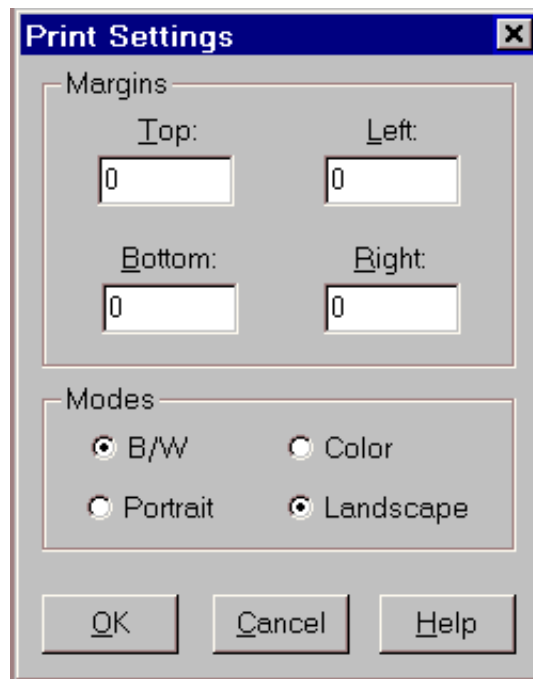 Print Settings
Margins
Top: Left:
0 0
Bottom: Right:
0 0
Modes
B/W Color
Portrait Landscape
OK Cancel Help